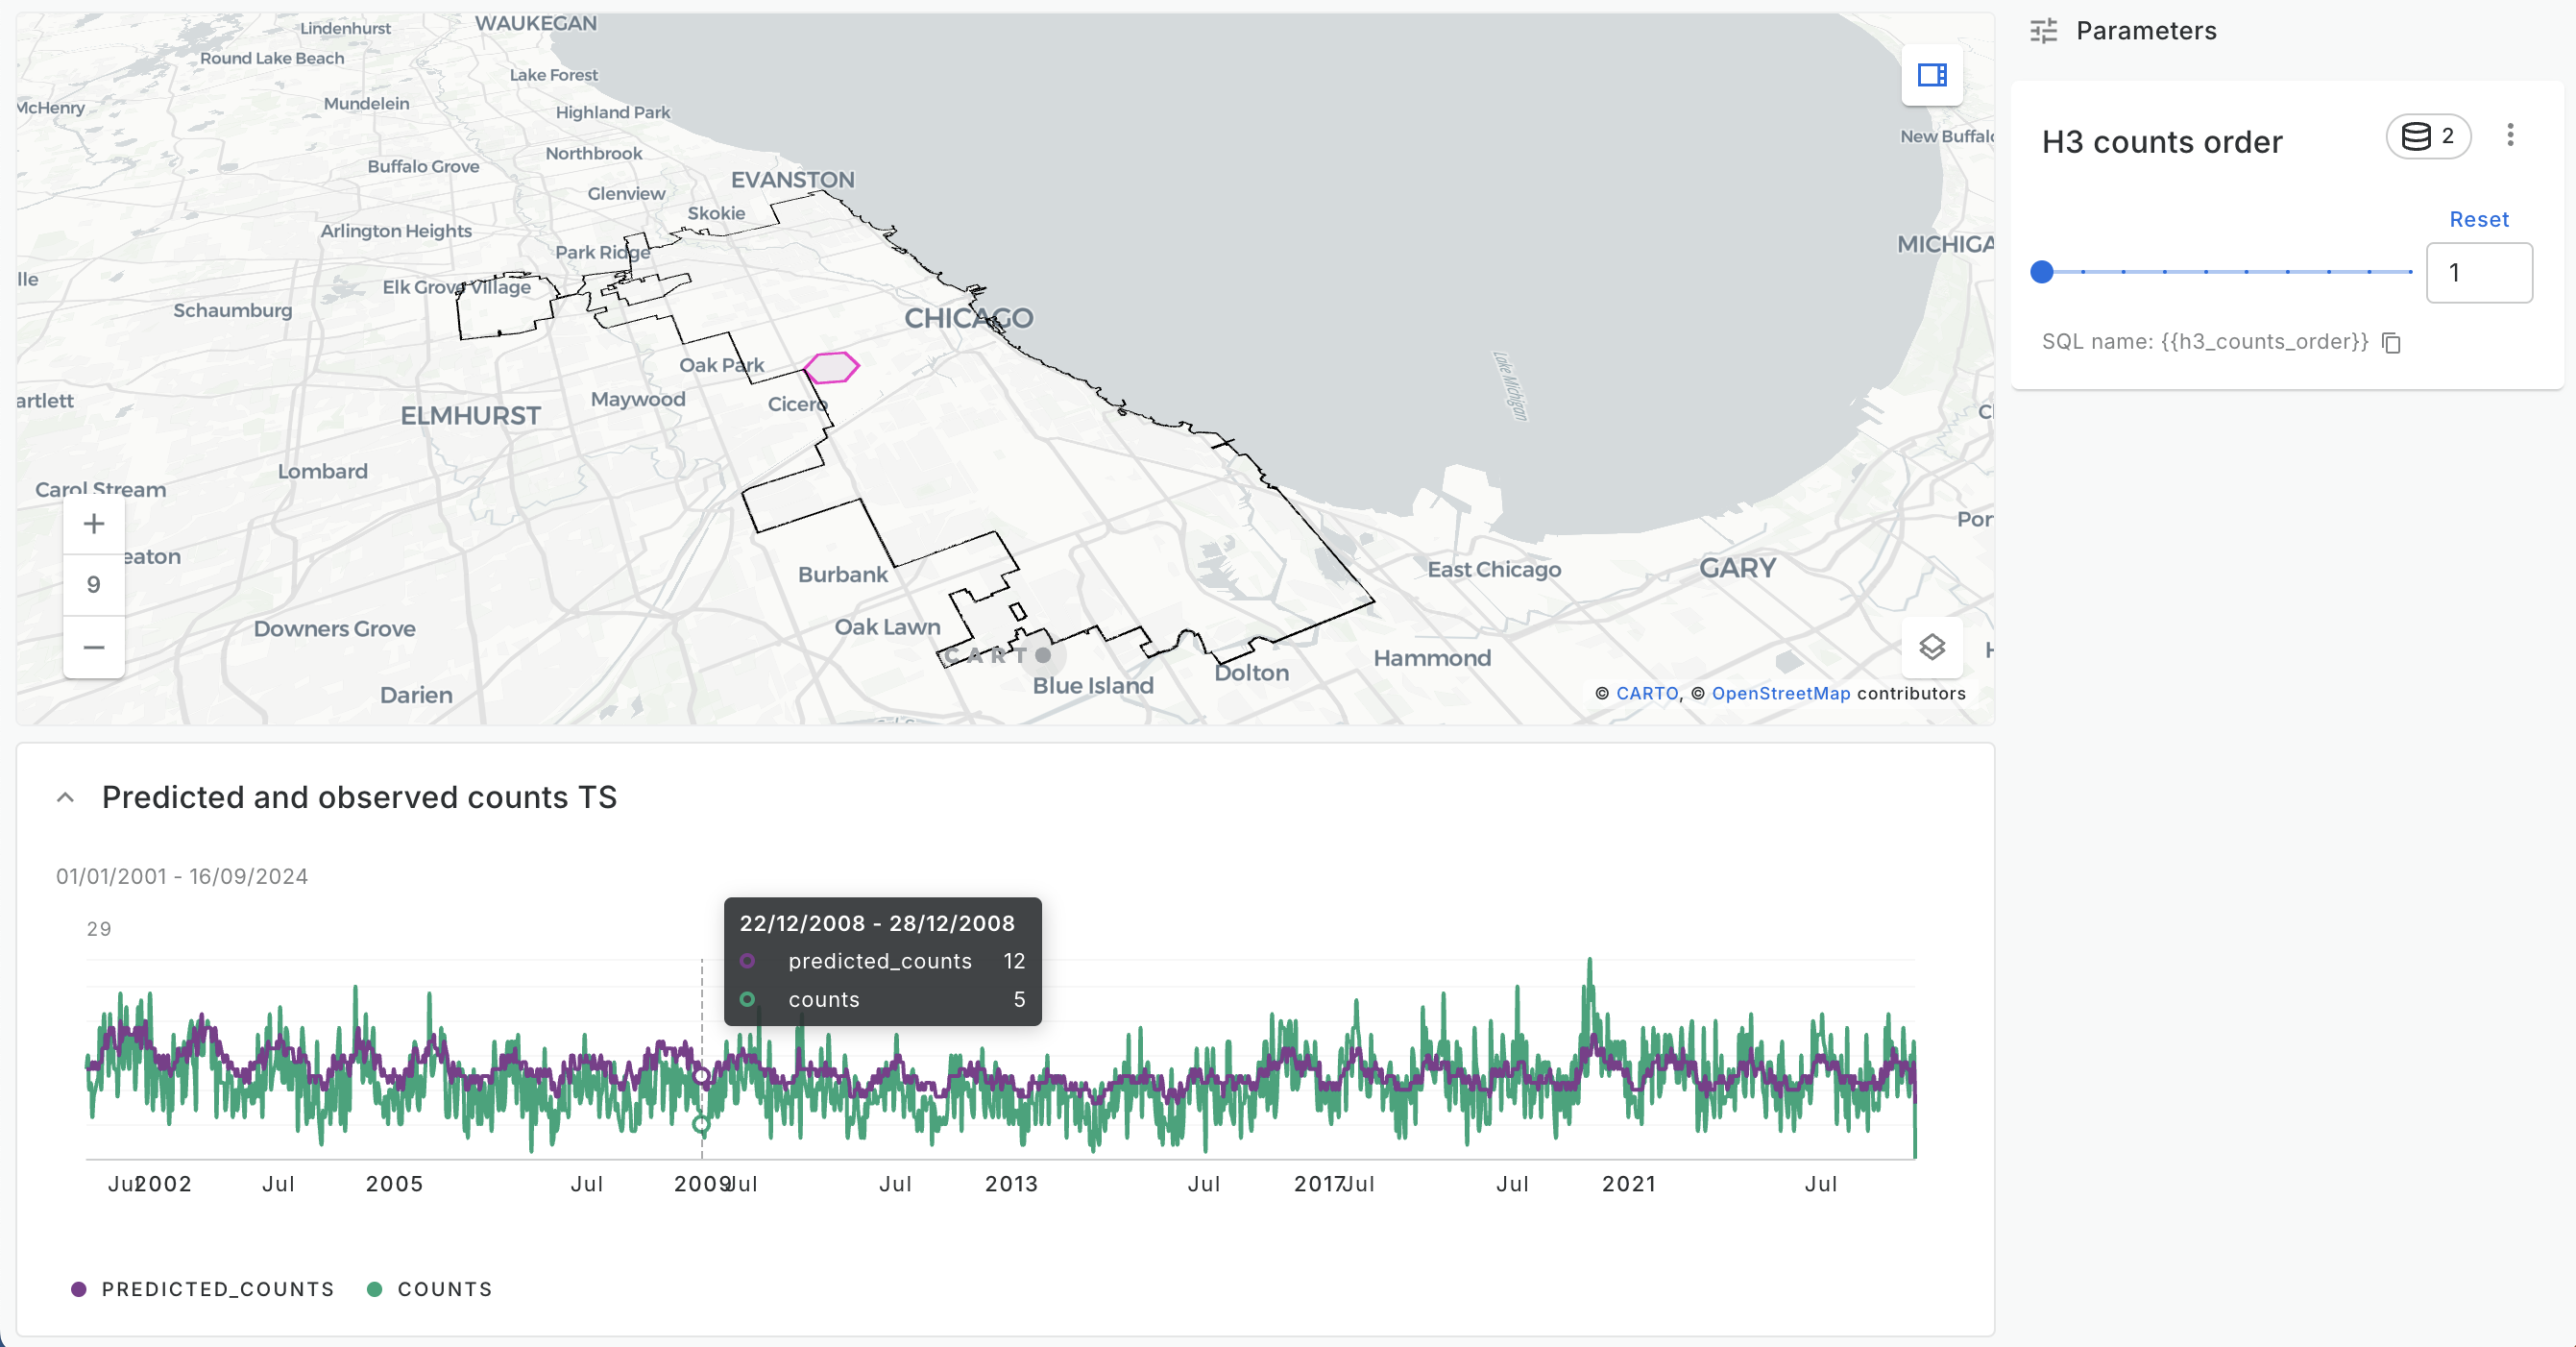 WAUKEGAN
Lindenhurst
Round Lake Beach
Lake Forest
McHenry
Mundelein
Highland Park
New Buffalo
Northbrook
Buffalo Grove
EVANSTON
Glenview
Skokie
Arlington Heights
MICHIGA
Park Ridge
lle
Elk Grove Village
Schaumburg
CHICAGO
Oak Park
Lake Michigan
artlett
Maywood
Cicero
ELMHURST
Lombard
Carol Stream
Por
+
eaton
9
Burbank
East Chicago
GARY
Downers Grove
Oak Lawn
−
CARTO
Hammond
Dolton
Blue Island
Darien
© CARTO, © OpenStreetMap contributors
Parameters
H3 counts order
2
Reset
1
SQL name: {{h3_counts_order}}
Predicted and observed counts TS
01/01/2001 - 16/09/2024
29
22/12/2008 - 28/12/2008
predicted_counts 12
counts 5
Jul 2002 Jul 2005 Jul 2009 Jul Jul 2013 Jul 2017 Jul Jul 2021 Jul
PREDICTED_COUNTS COUNTS